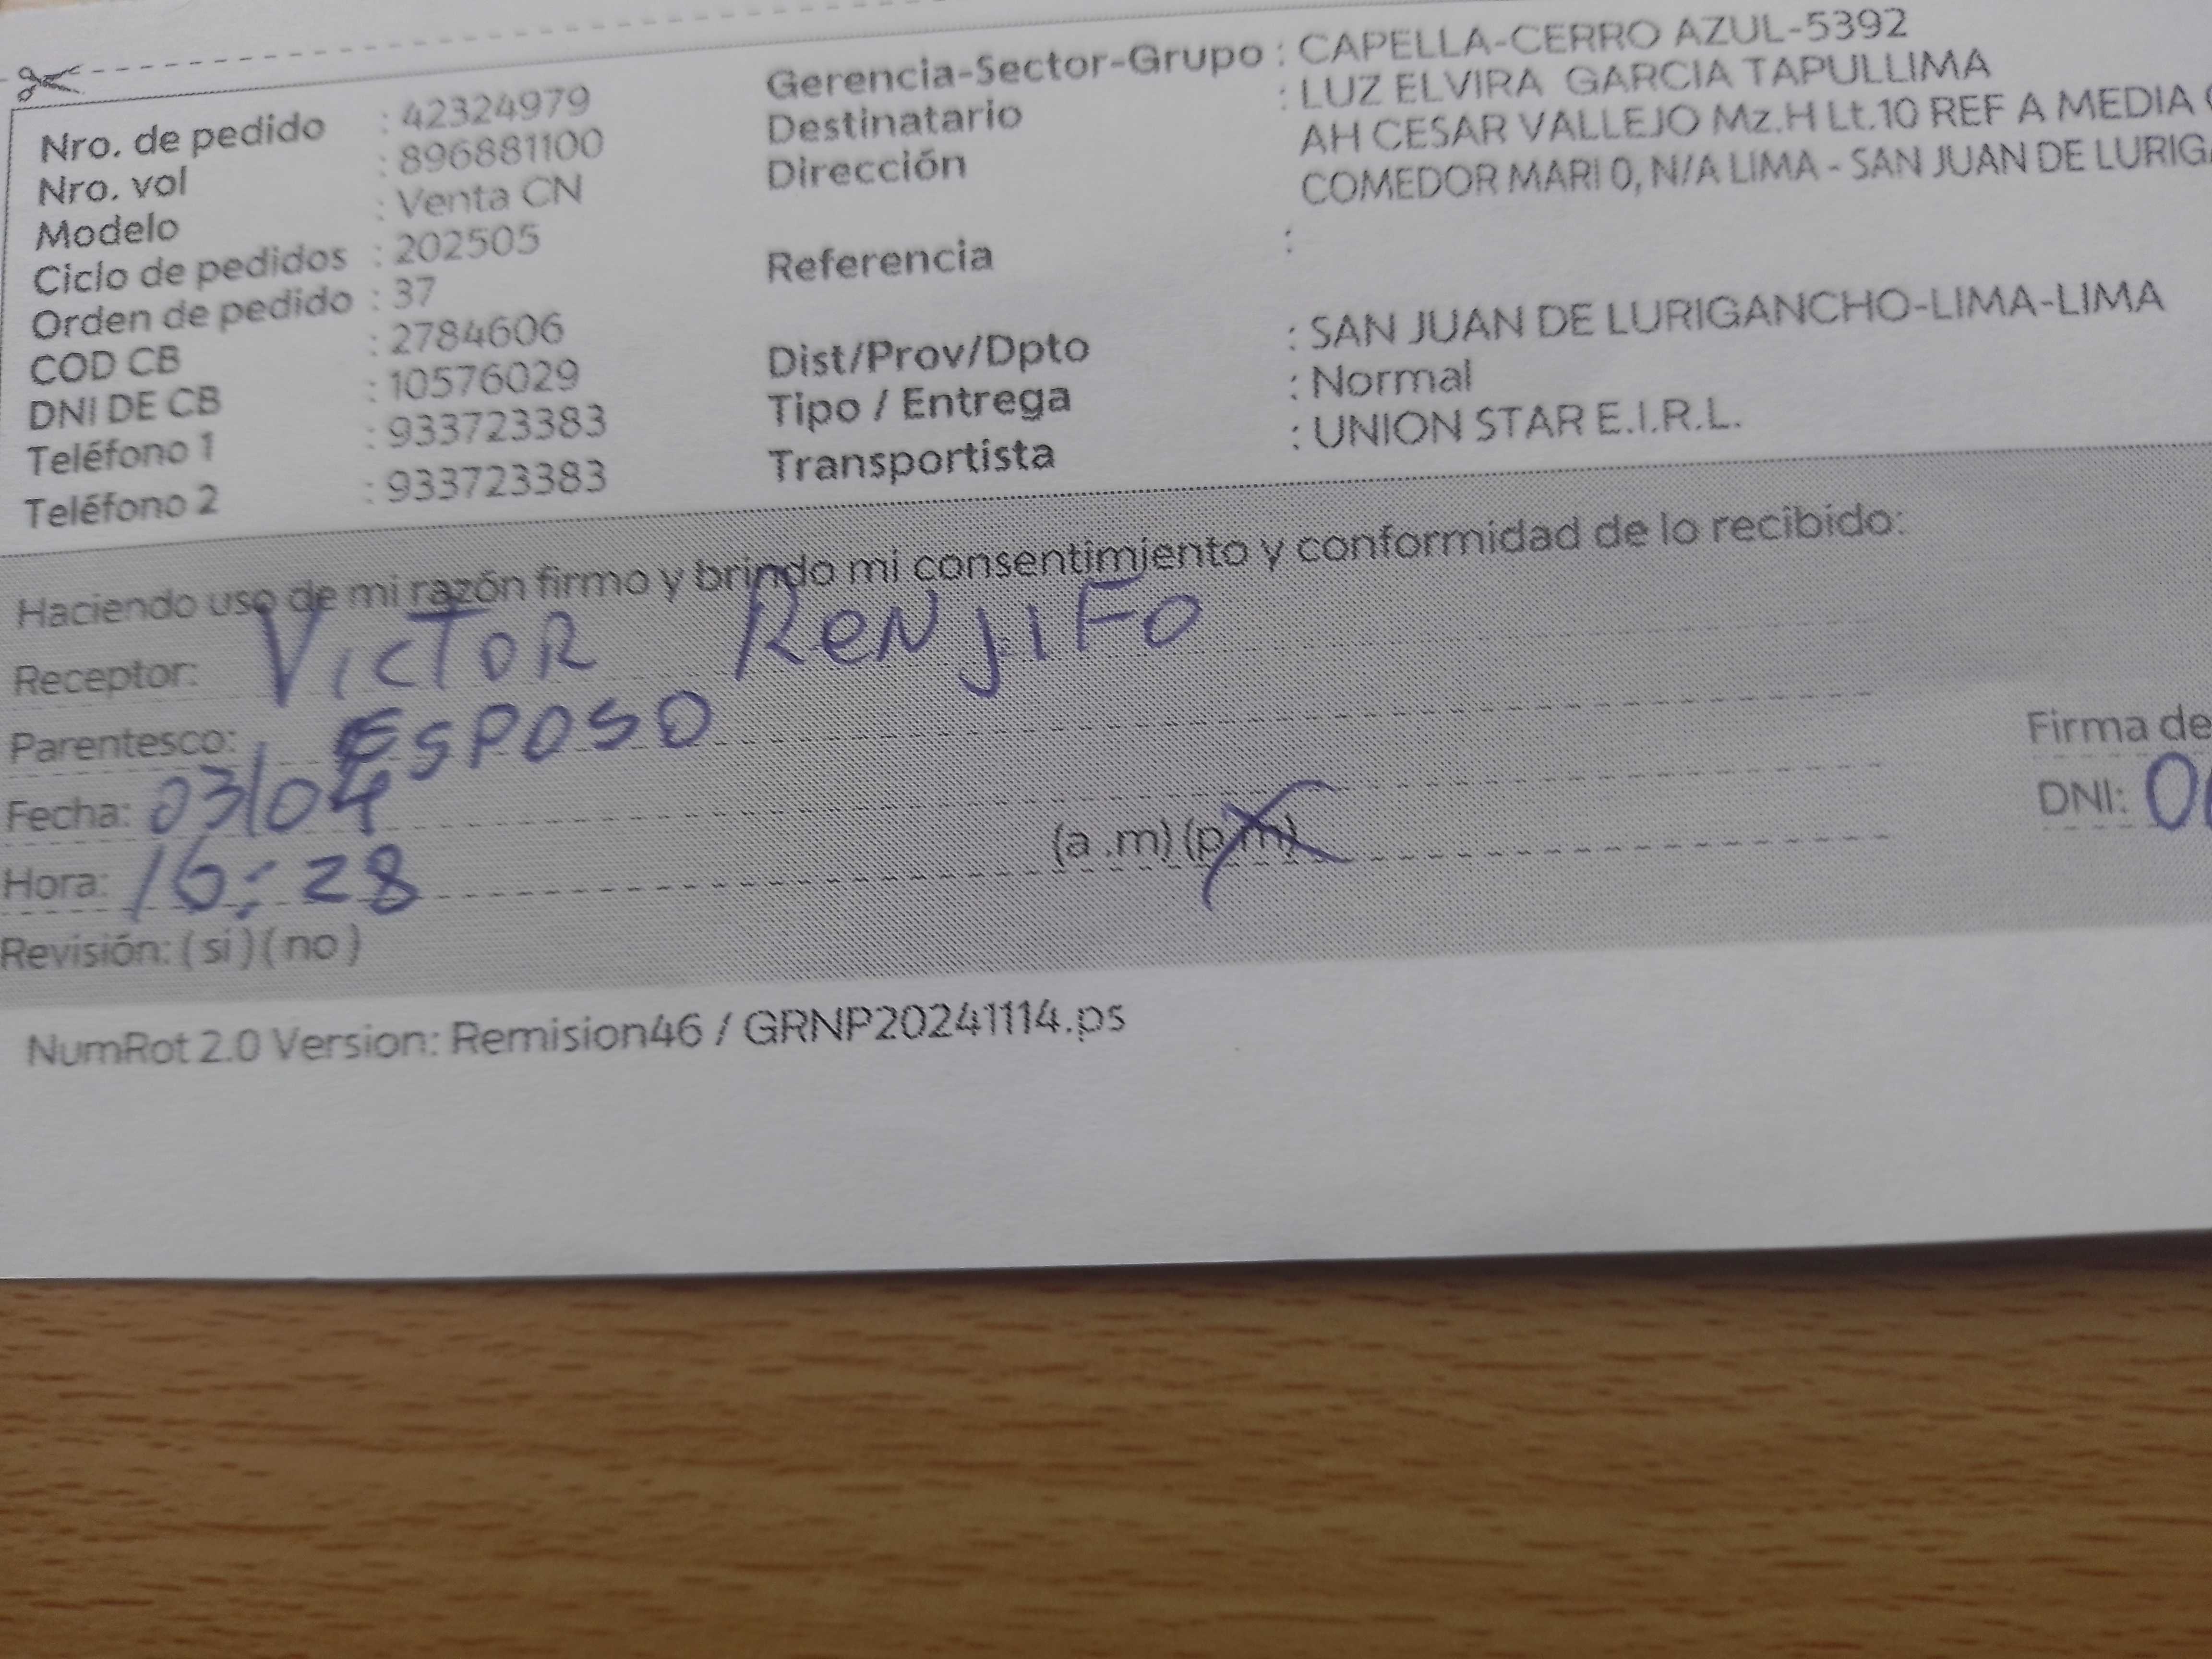 Nro. de pedido : 42324979
Nro. vol : 896881100
Modelo : Venta CN
Ciclo de pedidos : 202505
Orden de pedido : 37
COD CB : 2784606
DNI DE CB : 10576029
Teléfono 1 : 933723383
Teléfono 2 : 933723383
Gerencia-Sector-Grupo : CAPELLA-CERRO AZUL-5392
Destinatario : LUZ ELVIRA GARCIA TAPULLIMA
Dirección AH CESAR VALLEJO Mz.H Lt.10 REF A MEDIA
COMEDOR MARI 0, N/A LIMA - SAN JUAN DE LURIG
Referencia :
Dist/Prov/Dpto : SAN JUAN DE LURIGANCHO-LIMA-LIMA
Tipo / Entrega : Normal
Transportista : UNION STAR E.I.R.L.
Haciendo uso de mi razón firmo y brindo mi consentimiento y conformidad de lo recibido:
Receptor: VICTOR RENJIFO
Parentesco: ESPOSO
Fecha: 03/04
Hora: 16:28 (a .m) (p.m)
Revisión: ( si ) ( no )
Firma de
DNI: 0
NumRot 2.0 Version: Remision46 / GRNP20241114.ps